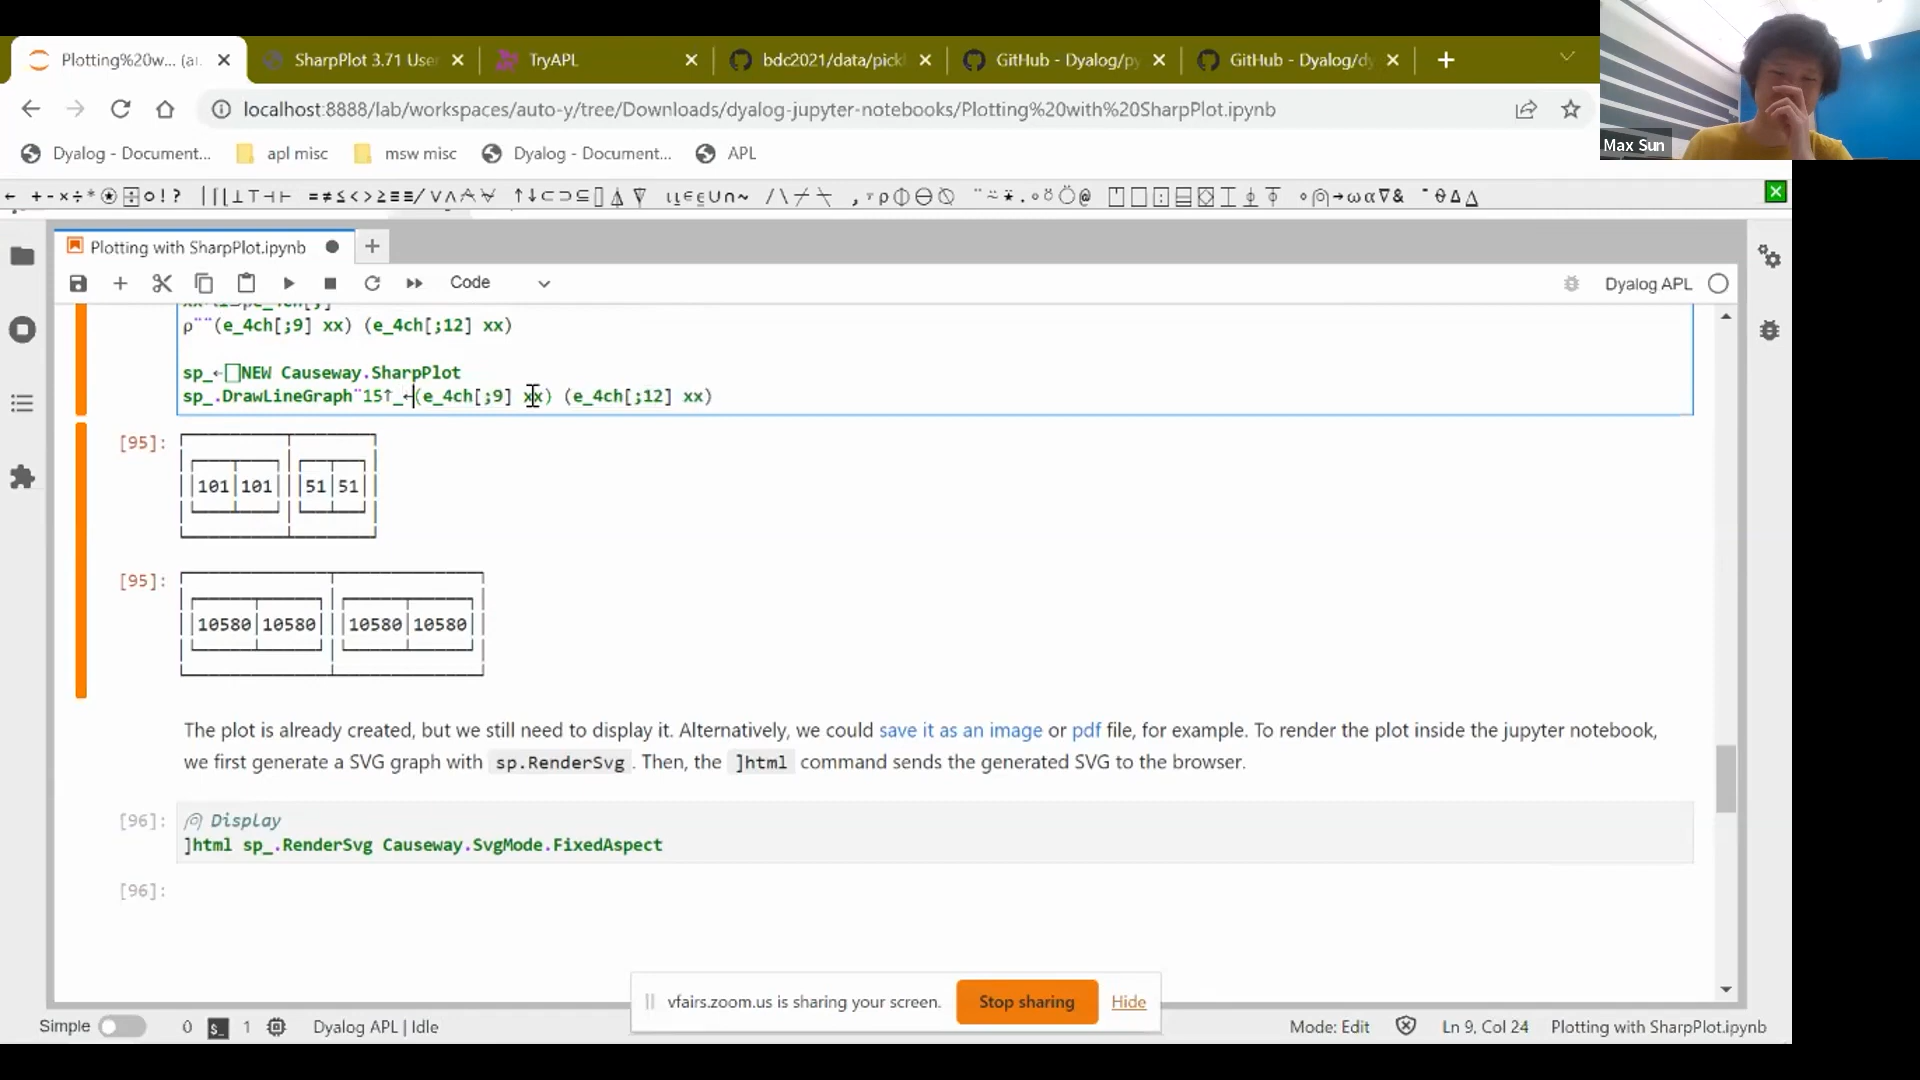 Plotting%20w... (au
SharpPlot 3.71 User
TryAPL
bdc2021/data/pickl
GitHub - Dyalog/py
GitHub - Dyalog/dy
localhost:8888/lab/workspaces/auto-y/tree/Downloads/dyalog-jupyter-notebooks/Plotting%20with%20SharpPlot.ipynb
Max Sun
Dyalog - Document...
apl misc
msw misc
Dyalog - Document...
APL
Plotting with SharpPlot.ipynb
Code
Dyalog APL
⍴¨¨(e_4ch[;9] xx) (e_4ch[;12] xx)
sp_←⎕NEW Causeway.SharpPlot
sp_.DrawLineGraph¨15↑_←(e_4ch[;9] xx) (e_4ch[;12] xx)
[95]:
101 101 51 51
[95]:
10580 10580 10580 10580
The plot is already created, but we still need to display it. Alternatively, we could save it as an image or pdf file, for example. To render the plot inside the jupyter notebook,
we first generate a SVG graph with sp.RenderSvg . Then, the ]html command sends the generated SVG to the browser.
[96]:
⍝ Display
]html sp_.RenderSvg Causeway.SvgMode.FixedAspect
[96]:
vfairs.zoom.us is sharing your screen.
Stop sharing
Hide
Simple
0
1
Dyalog APL | Idle
Mode: Edit
Ln 9, Col 24
Plotting with SharpPlot.ipynb